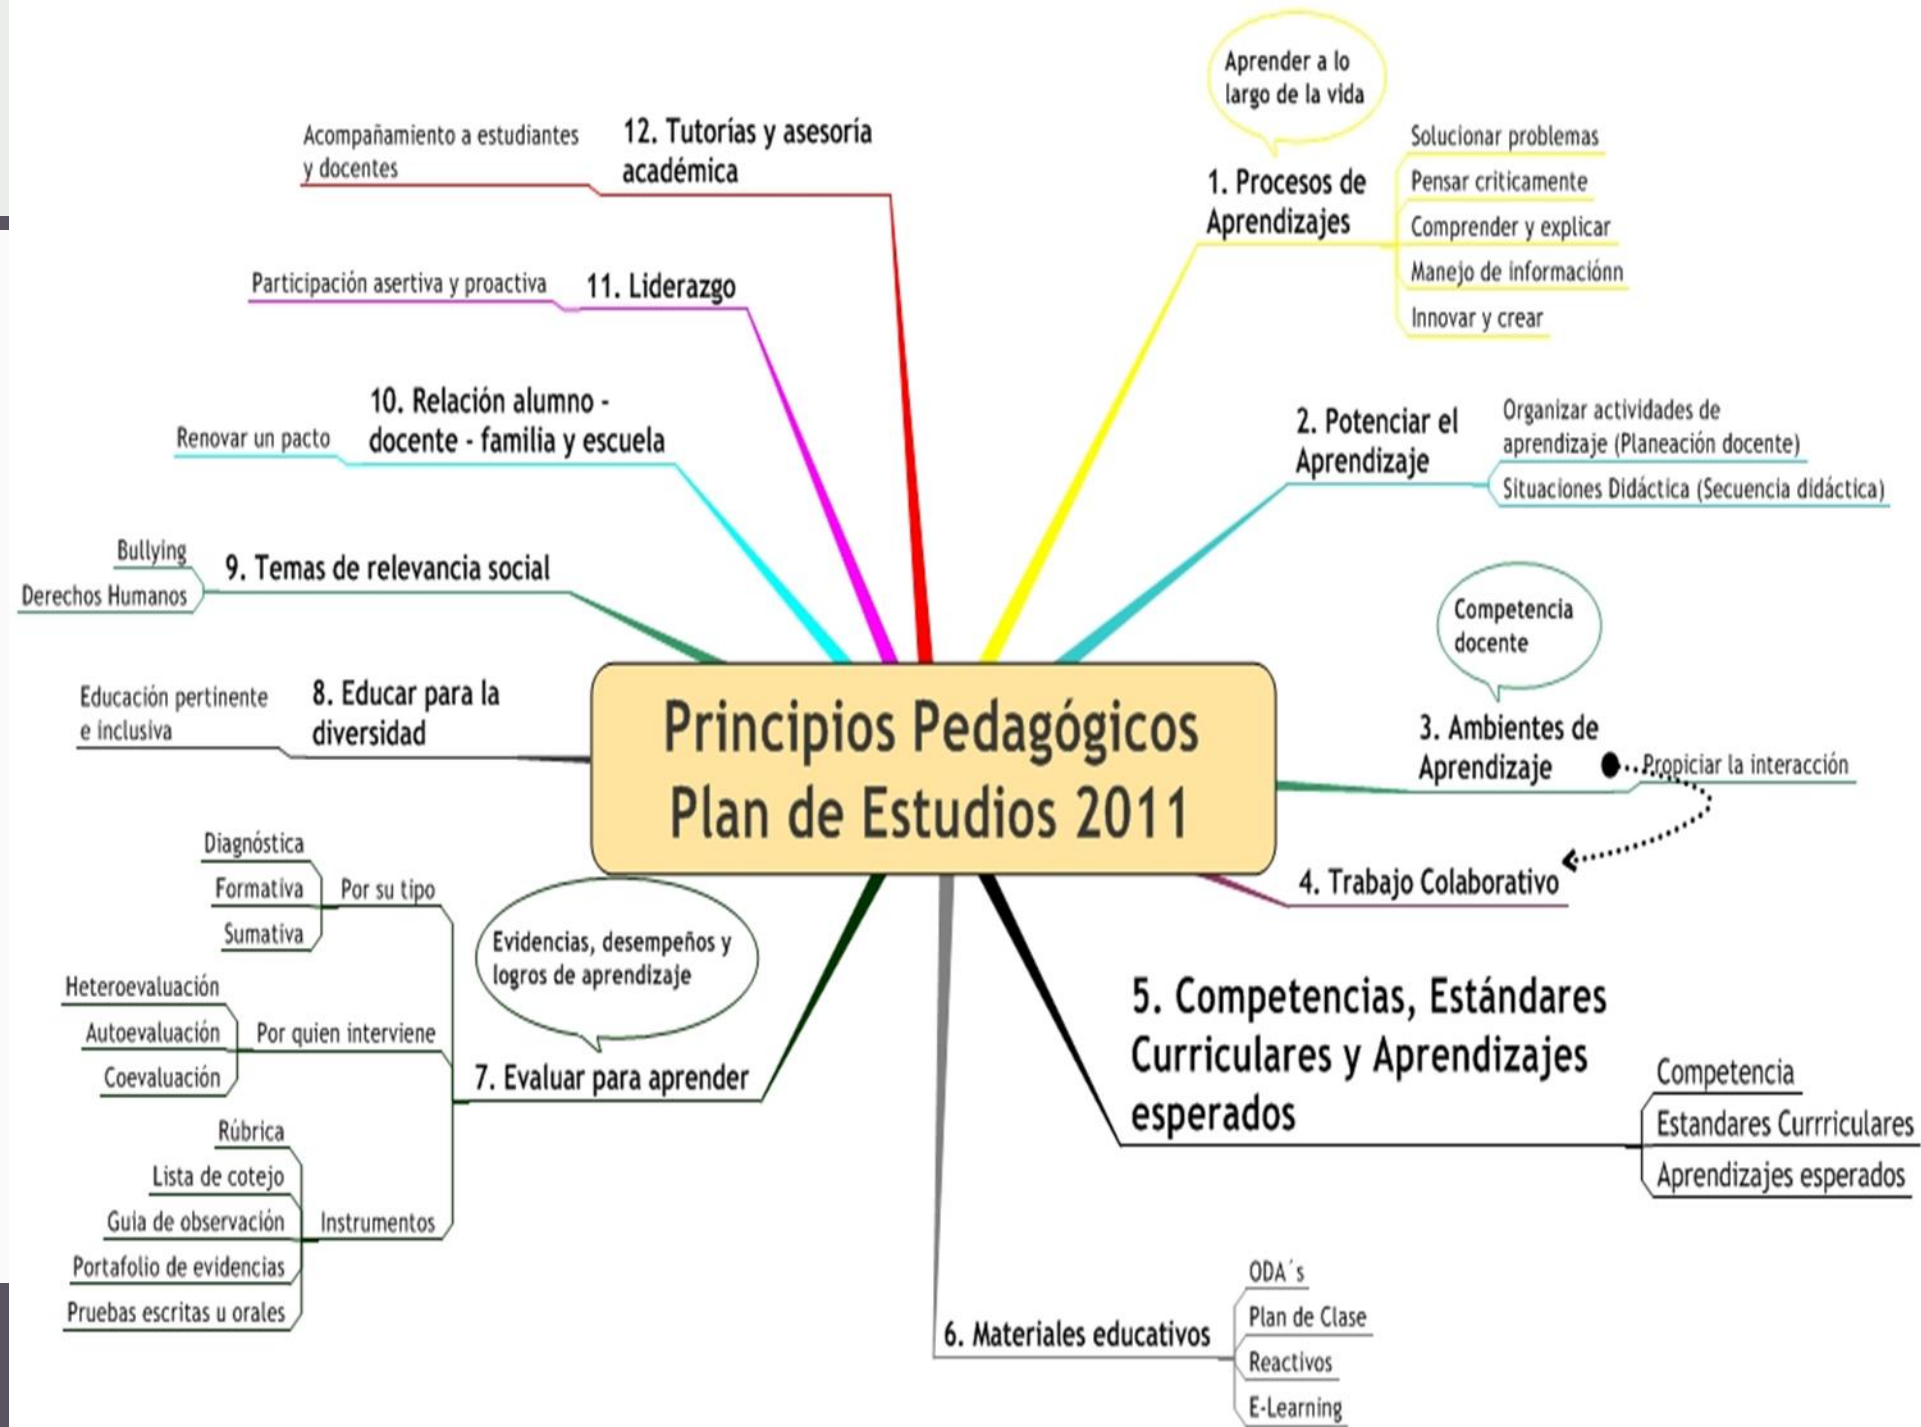 Principios Pedagógicos
Plan de Estudios 2011
Aprender a lo
largo de la vida
1. Procesos de
Aprendizajes
Solucionar problemas
Pensar criticamente
Comprender y explicar
Manejo de informaciónn
Innovar y crear
2. Potenciar el
Aprendizaje
Organizar actividades de
aprendizaje (Planeación docente)
Situaciones Didáctica (Secuencia didáctica)
Competencia
docente
3. Ambientes de
Aprendizaje
Propiciar la interacción
4. Trabajo Colaborativo
5. Competencias, Estándares
Curriculares y Aprendizajes
esperados
Competencia
Estandares Currriculares
Aprendizajes esperados
6. Materiales educativos
ODA´s
Plan de Clase
Reactivos
E-Learning
Evidencias, desempeños y
logros de aprendizaje
7. Evaluar para aprender
Por su tipo
Diagnóstica
Formativa
Sumativa
Por quien interviene
Heteroevaluación
Autoevaluación
Coevaluación
Instrumentos
Rúbrica
Lista de cotejo
Guia de observación
Portafolio de evidencias
Pruebas escritas u orales
8. Educar para la
diversidad
Educación pertinente
e inclusiva
9. Temas de relevancia social
Bullying
Derechos Humanos
10. Relación alumno -
docente - familia y escuela
Renovar un pacto
11. Liderazgo
Participación asertiva y proactiva
12. Tutorías y asesoría
académica
Acompañamiento a estudiantes
y docentes